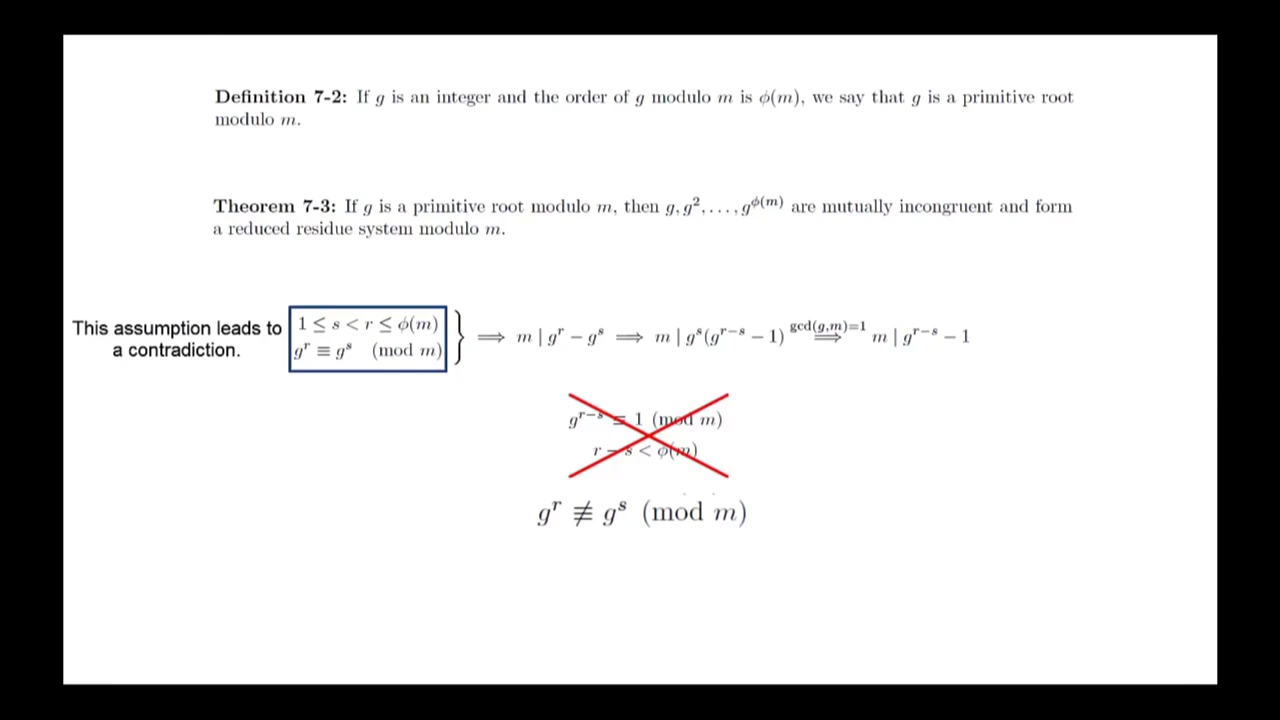 Definition 7-2: If g is an integer and the order of g modulo m is ϕ(m), we say that g is a primitive root
modulo m.
Theorem 7-3: If g is a primitive root modulo m, then g, g², . . . , g^ϕ(m) are mutually incongruent and form
a reduced residue system modulo m.
This assumption leads to
a contradiction.
1 ≤ s < r ≤ ϕ(m)
g^r ≡ g^s (mod m)
} ⟹ m | g^r − g^s ⟹ m | g^s(g^(r−s) − 1) gcd(g,m)=1 ⟹ m | g^(r−s) − 1
g^(r−s) ≡ 1 (mod m)
r − s < ϕ(m)
g^r ≢ g^s (mod m)